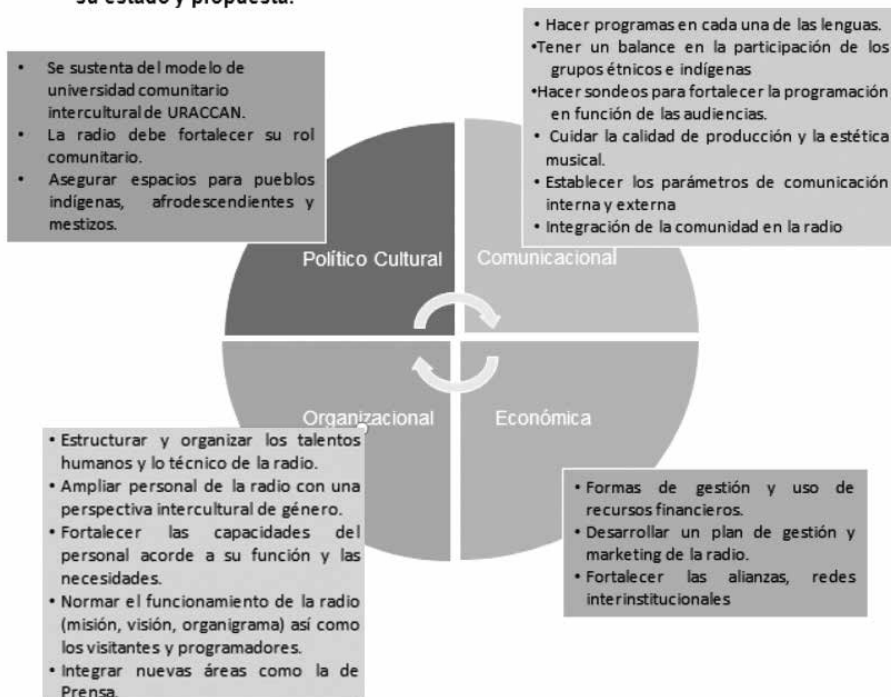 su estado y propuesta.
• Se sustenta del modelo de
universidad comunitario
intercultural de URACCAN.
• La radio debe fortalecer su rol
comunitario.
• Asegurar espacios para pueblos
indígenas, afrodescendientes y
mestizos.
• Hacer programas en cada una de las lenguas.
•Tener un balance en la participación de los
grupos étnicos e indígenas
•Hacer sondeos para fortalecer la programación
en función de las audiencias.
• Cuidar la calidad de producción y la estética
musical.
• Establecer los parámetros de comunicación
interna y externa
• Integración de la comunidad en la radio
Político Cultural
Comunicacional
Organizacional
Económica
• Estructurar y organizar los talentos
humanos y lo técnico de la radio.
• Ampliar personal de la radio con una
perspectiva intercultural de género.
• Fortalecer las capacidades del
personal acorde a su función y las
necesidades.
• Normar el funcionamiento de la radio
(misión, visión, organigrama) así como
los visitantes y programadores.
• Integrar nuevas áreas como la de
Prensa.
• Formas de gestión y uso de
recursos financieros.
• Desarrollar un plan de gestión y
marketing de la radio.
• Fortalecer las alianzas, redes
interinstitucionales